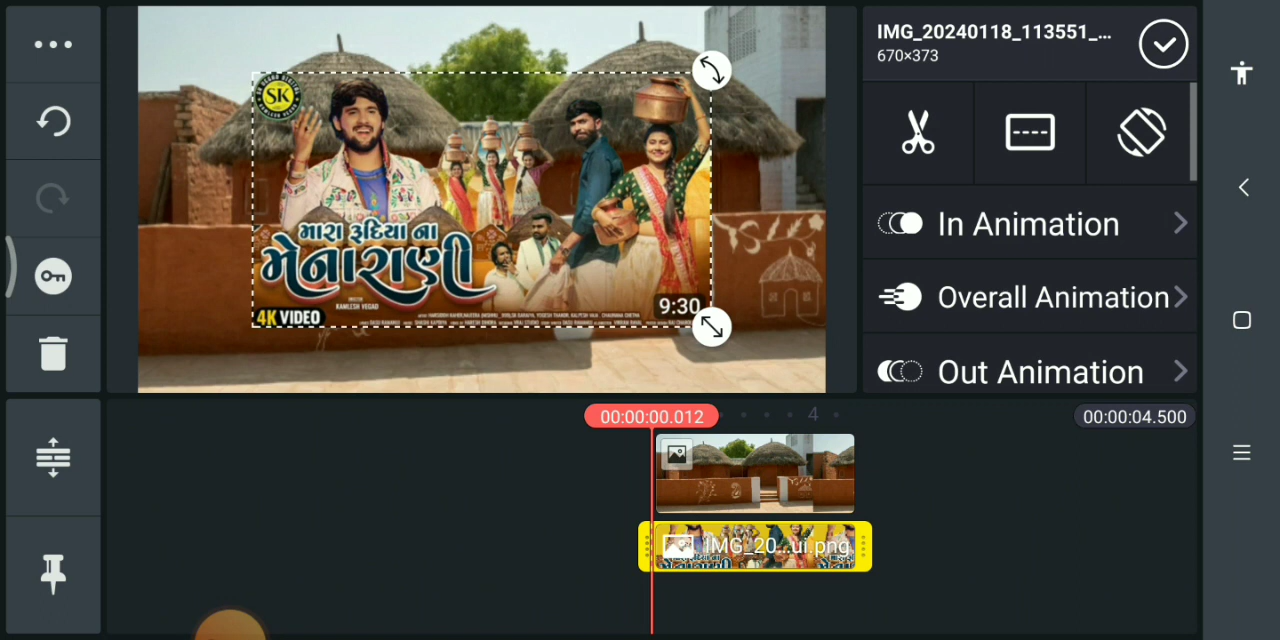 IMG_20240118_113551_...
670×373
SK
મારા રૂદિયા ના
મેનારાણી
KAMLESH VEGAD
4K VIDEO
9:30
In Animation
Overall Animation
Out Animation
00:00:00.012
4
00:00:04.500
IMG_20...ui.png